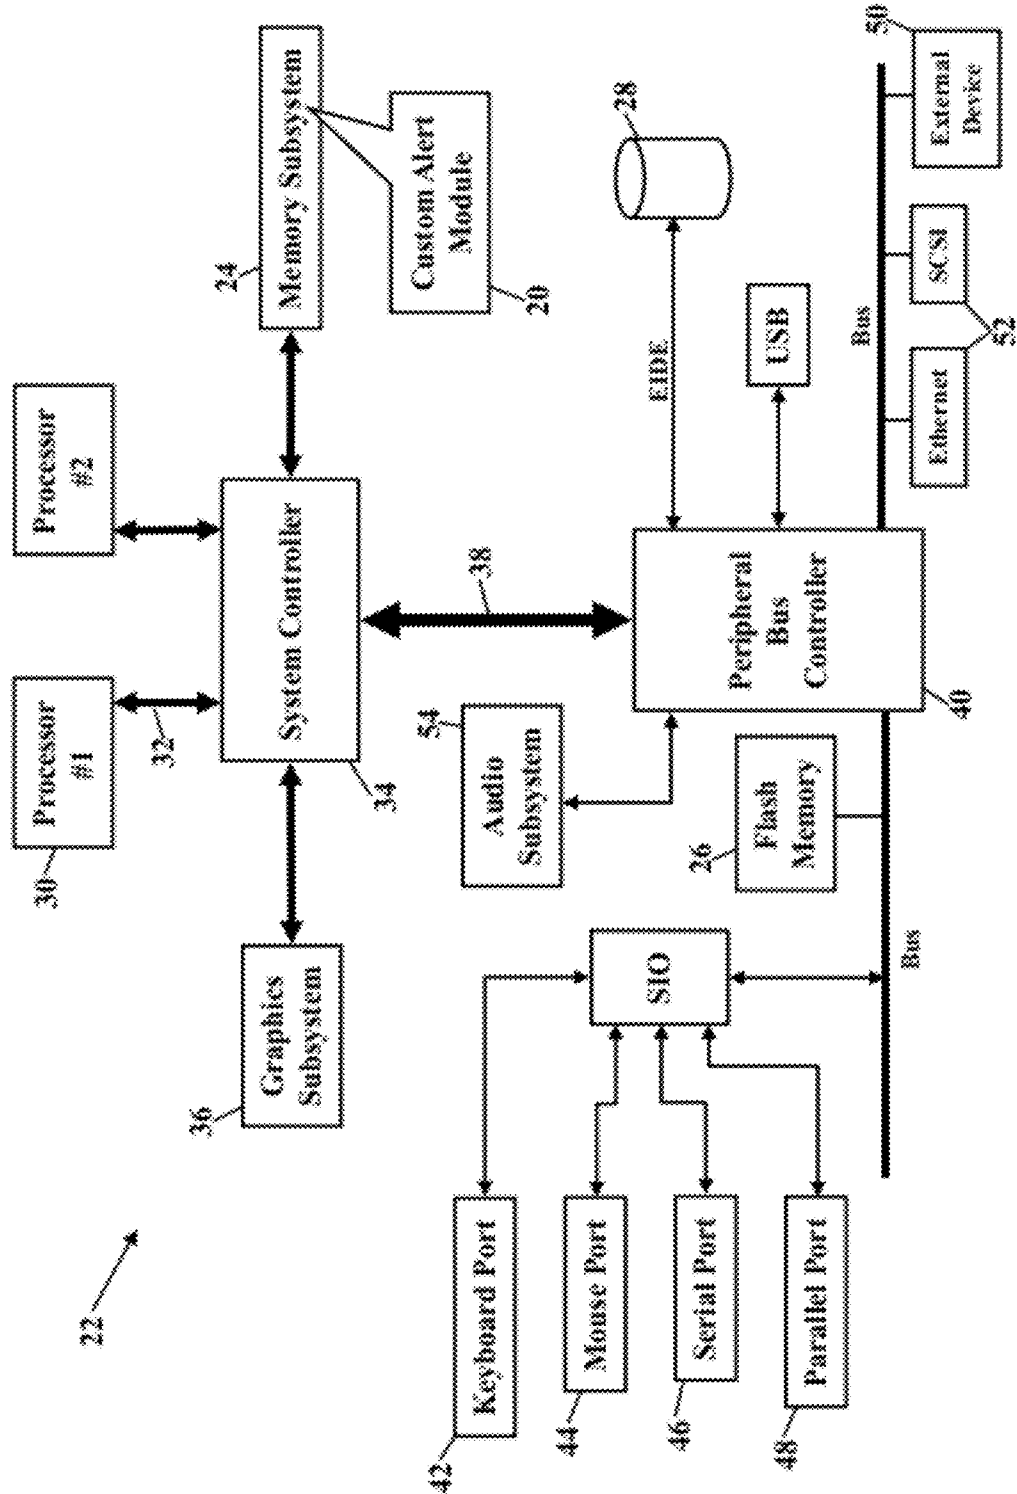 22
30
Processor
#1
32
Processor
#2
36
Graphics
Subsystem
System Controller
34
24
Memory Subsystem
Custom Alert
Module
20
38
54
Audio
Subsystem
Peripheral
Bus
Controller
40
EIDE
28
USB
42
Keyboard Port
44
Mouse Port
46
Serial Port
48
Parallel Port
SIO
26
Flash
Memory
Bus
Bus
Ethernet
SCSI
52
External
Device
50